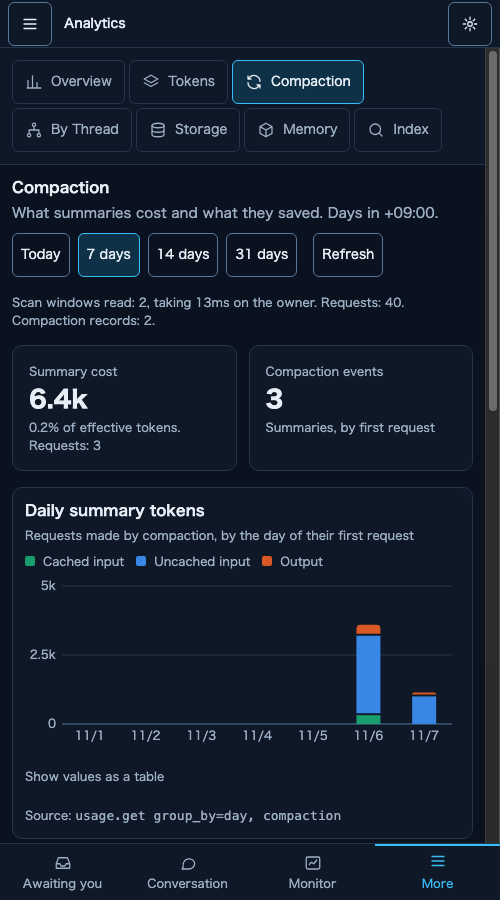 Analytics
Overview
Tokens
Compaction
By Thread
Storage
Memory
Index
Compaction
What summaries cost and what they saved. Days in +09:00.
Today
7 days
14 days
31 days
Refresh
Scan windows read: 2, taking 13ms on the owner. Requests: 40.
Compaction records: 2.
Summary cost
6.4k
0.2% of effective tokens.
Requests: 3
Compaction events
3
Summaries, by first request
Daily summary tokens
Requests made by compaction, by the day of their first request
Cached input
Uncached input
Output
5k
2.5k
0
11/1
11/2
11/3
11/4
11/5
11/6
11/7
Show values as a table
Source: usage.get group_by=day, compaction
Awaiting you
Conversation
Monitor
More